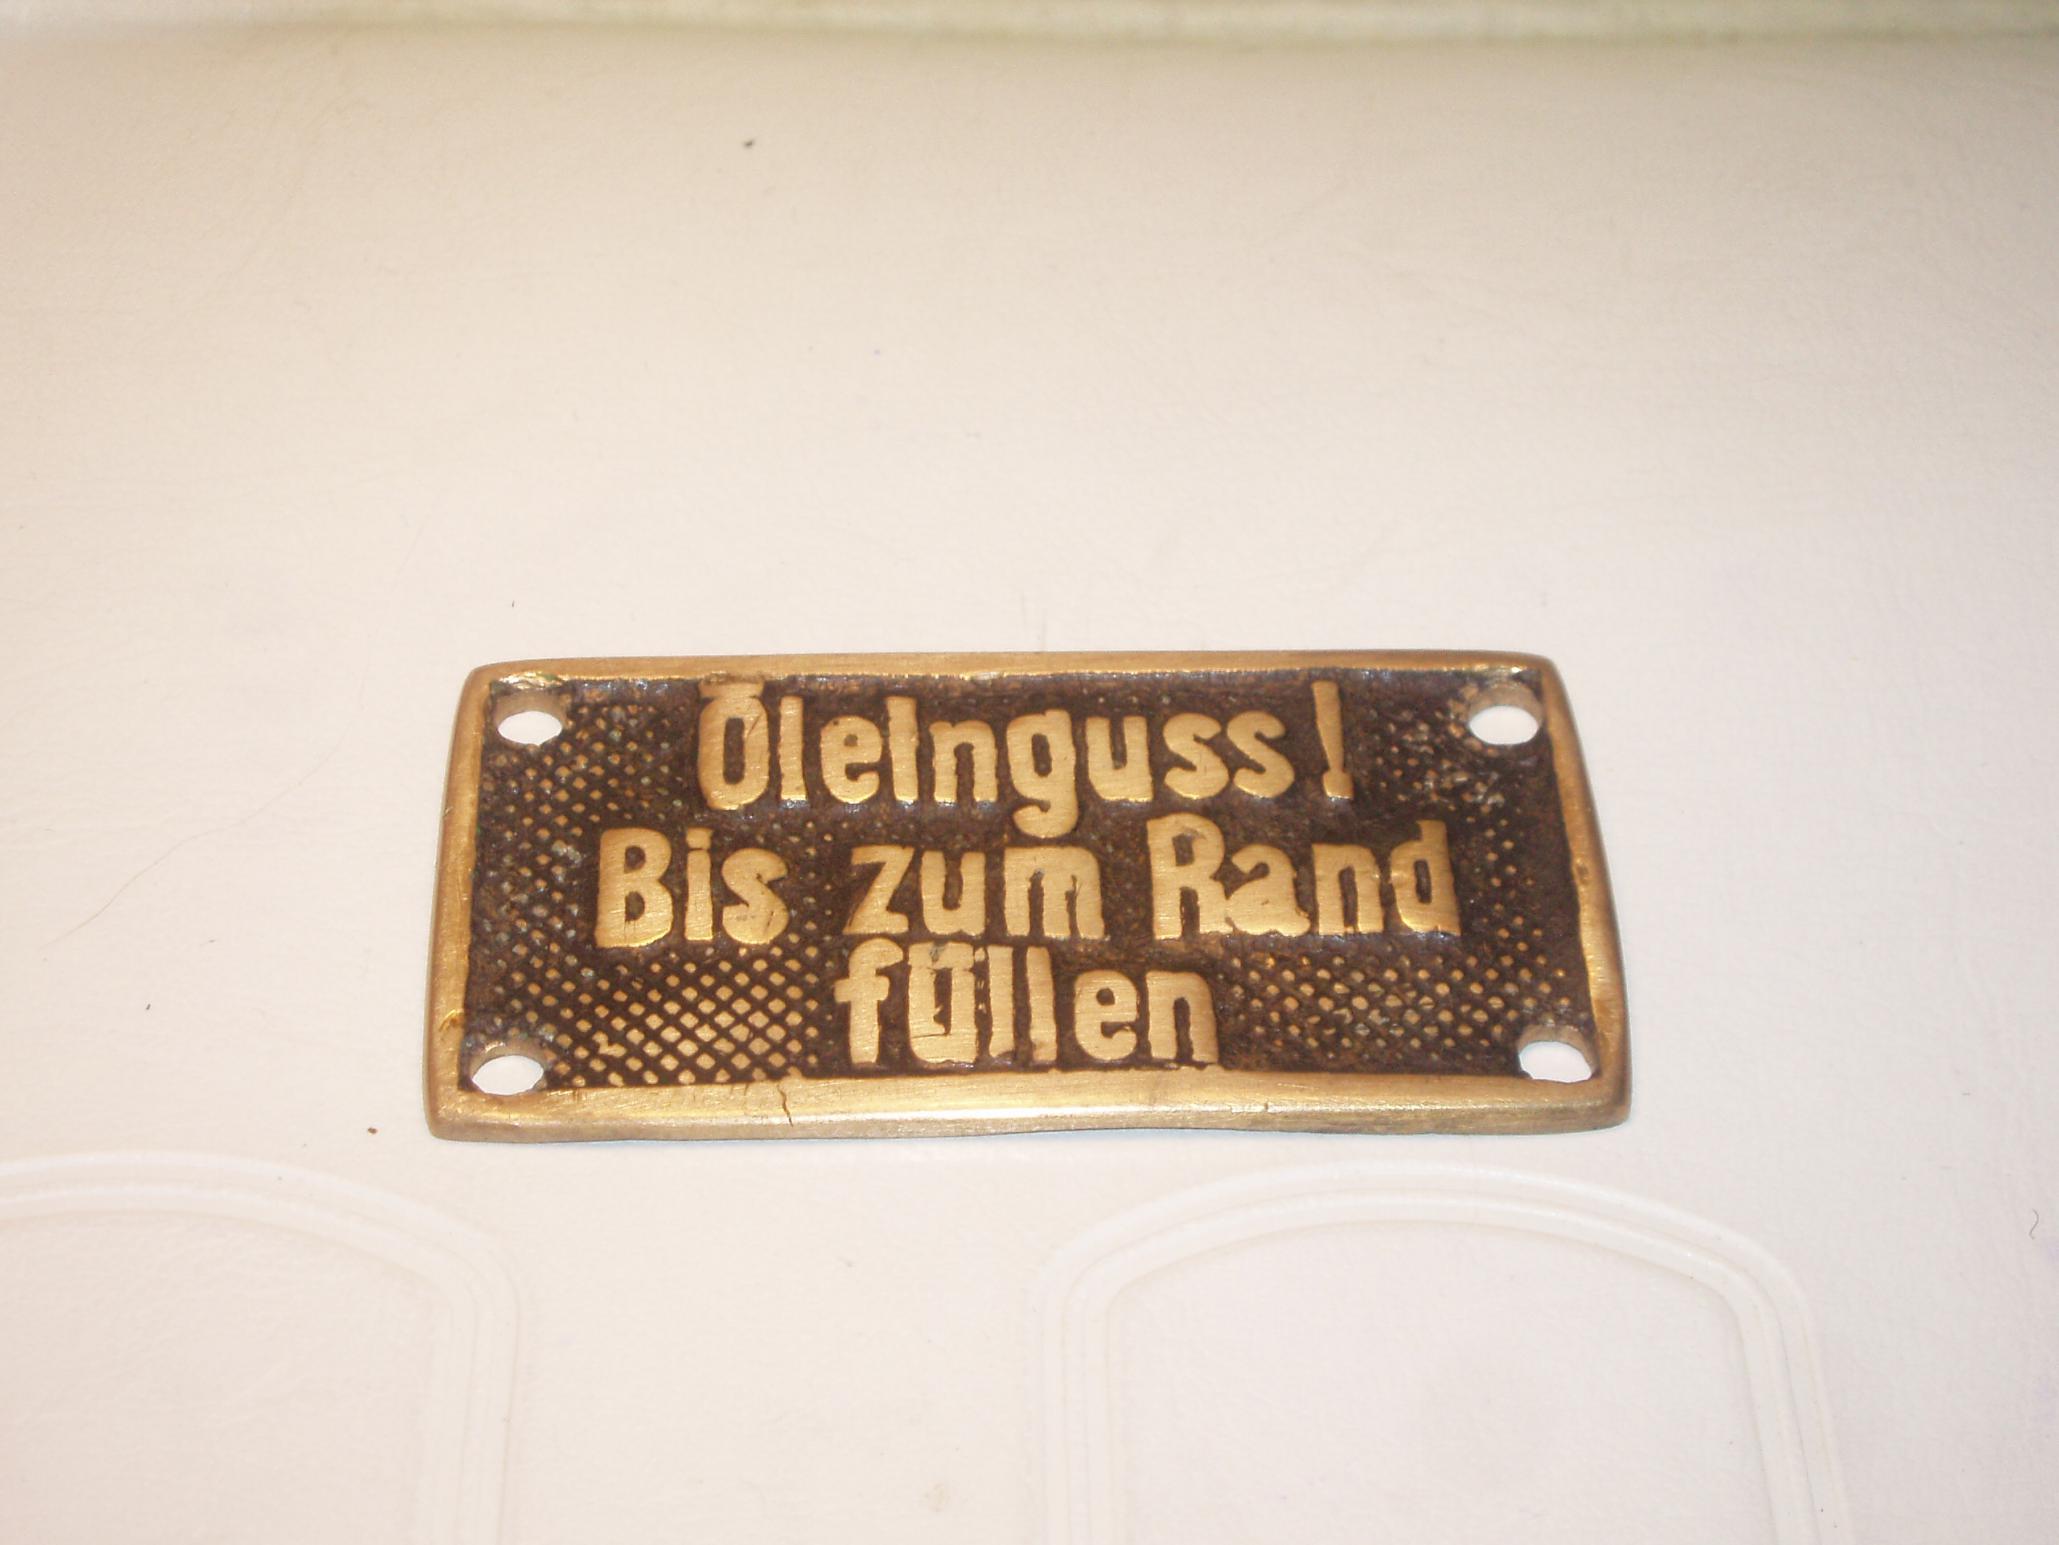 Öleinguss!
Bis zum Rand
füllen